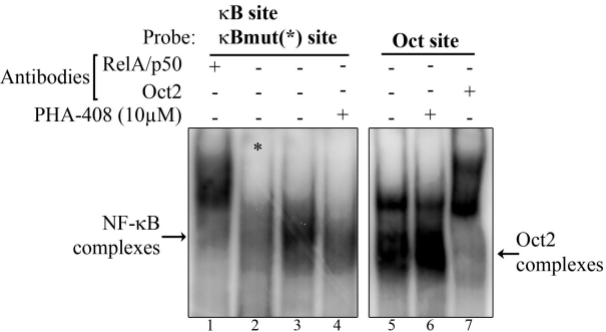 κB site
Probe: κBmut(*) site Oct site
Antibodies RelA/p50 + - - - - - -
Oct2 - - - - - - +
PHA-408 (10µM) - - - + - + -
*
NF-κB
complexes
Oct2
complexes
1 2 3 4 5 6 7